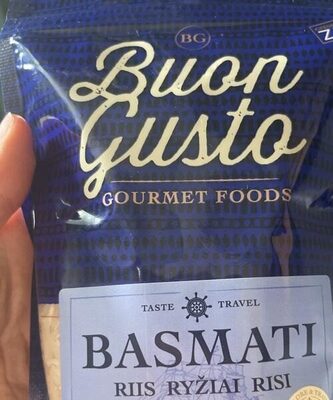 BG
Buon
Gusto
GOURMET FOODS
TASTE TRAVEL
BASMATI
RIIS RYŽIAI RISI